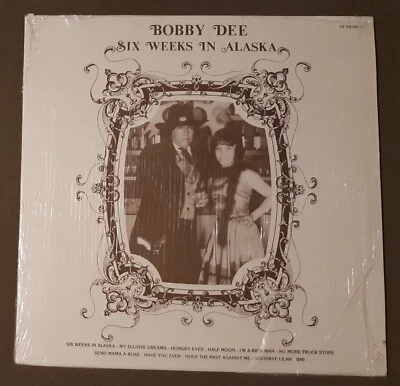 BOBBY DEE
SIX WEEKS IN ALASKA
SIX WEEKS IN ALASKA - MY ELUSIVE DREAMS - HUNGRY EYES - HALF MOON - I'M A RICH MAN - NO MORE TRUCK STOPS
SEND MAMA A ROSE - HAVE YOU EVER - HOLD THE PAST AGAINST ME - GOODBYE LILAH BMI